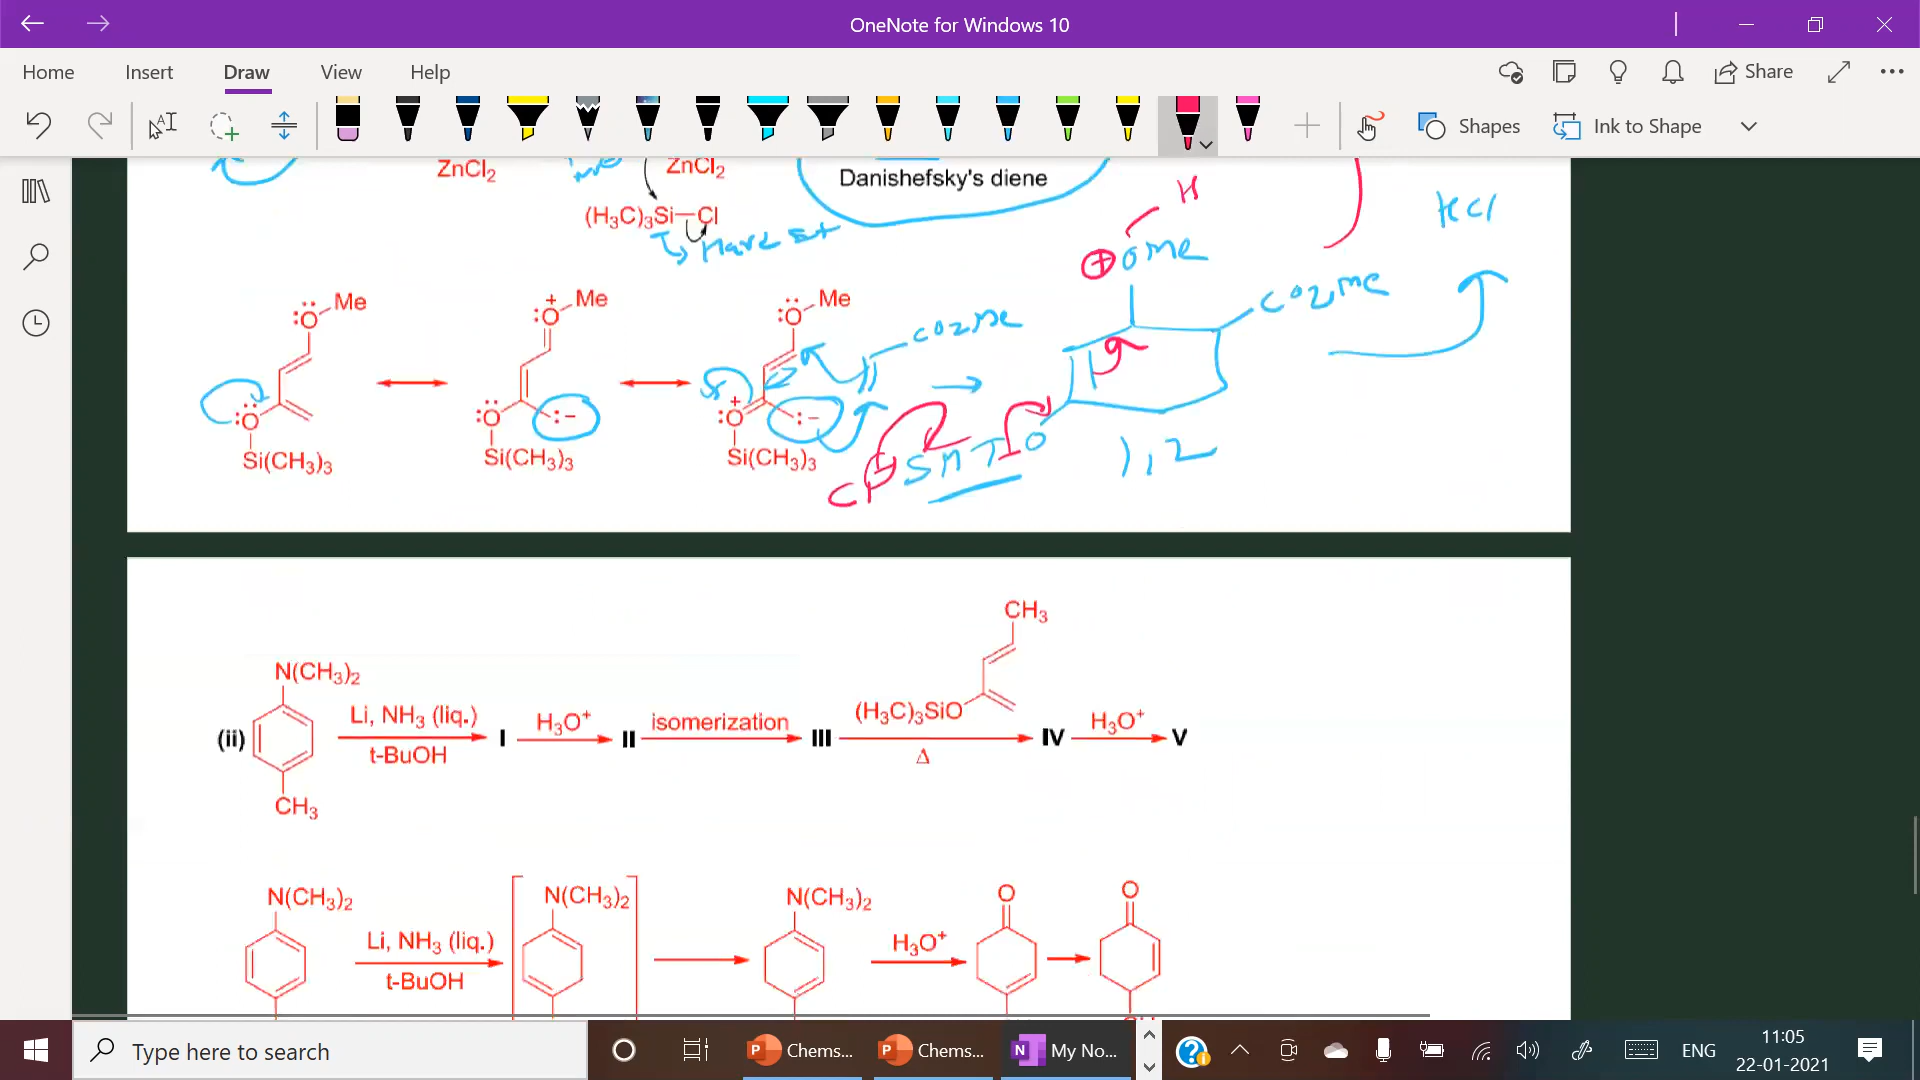 OneNote for Windows 10
Home Insert Draw View Help
Share
Shapes Ink to Shape
ZnCl2 ZnCl2
Danishefsky's diene
(H3C)3Si—Cl
H
HCl
OMe
CO2Me
:O Me
+
:O Me
:O Me
CO2Me
:O
:O
:-
+
:O
:-
Si(CH3)3 Si(CH3)3 Si(CH3)3
O
1,2
CH3
N(CH3)2
(H3C)3SiO
Li, NH3 (liq.) H3O+ isomerization H3O+
(ii) I II III IV V
t-BuOH Δ
CH3
N(CH3)2 N(CH3)2 N(CH3)2 O O
Li, NH3 (liq.) H3O+
t-BuOH
Type here to search
Chems... Chems... My No...
ENG
11:05
22-01-2021